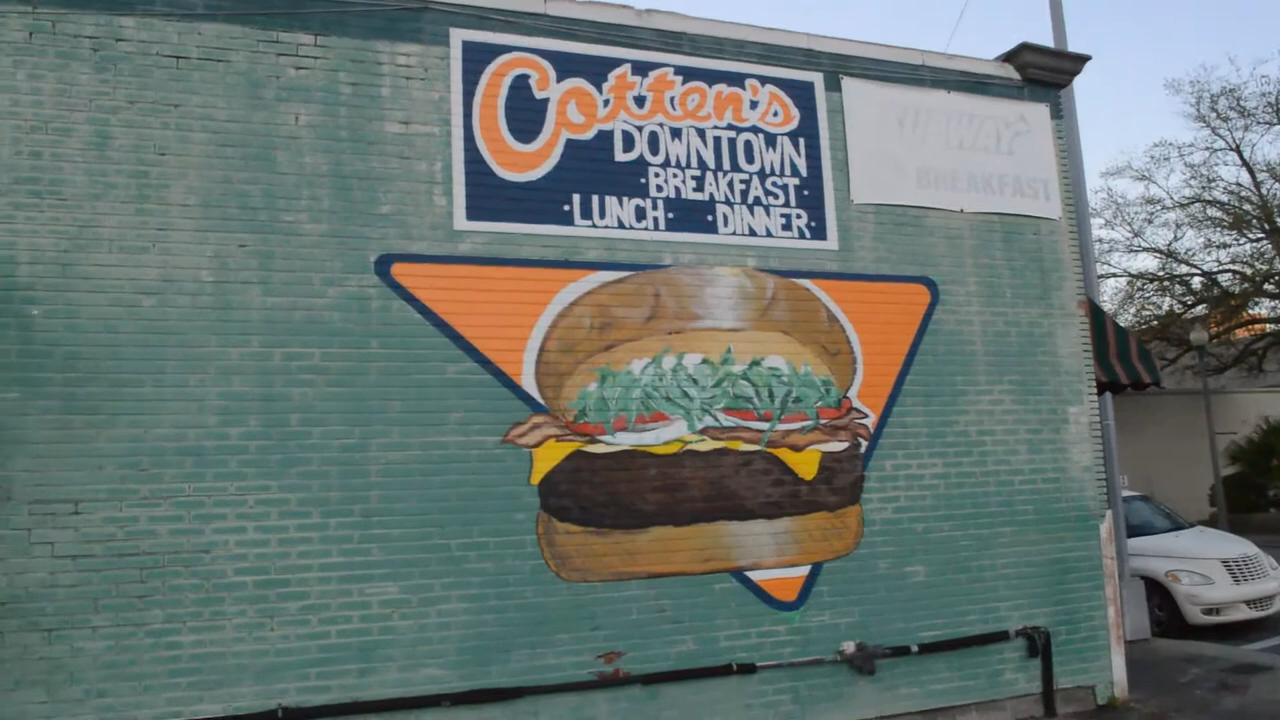 Cotten's
DOWNTOWN
·BREAKFAST·
·LUNCH· ·DINNER·
BREAKFAST